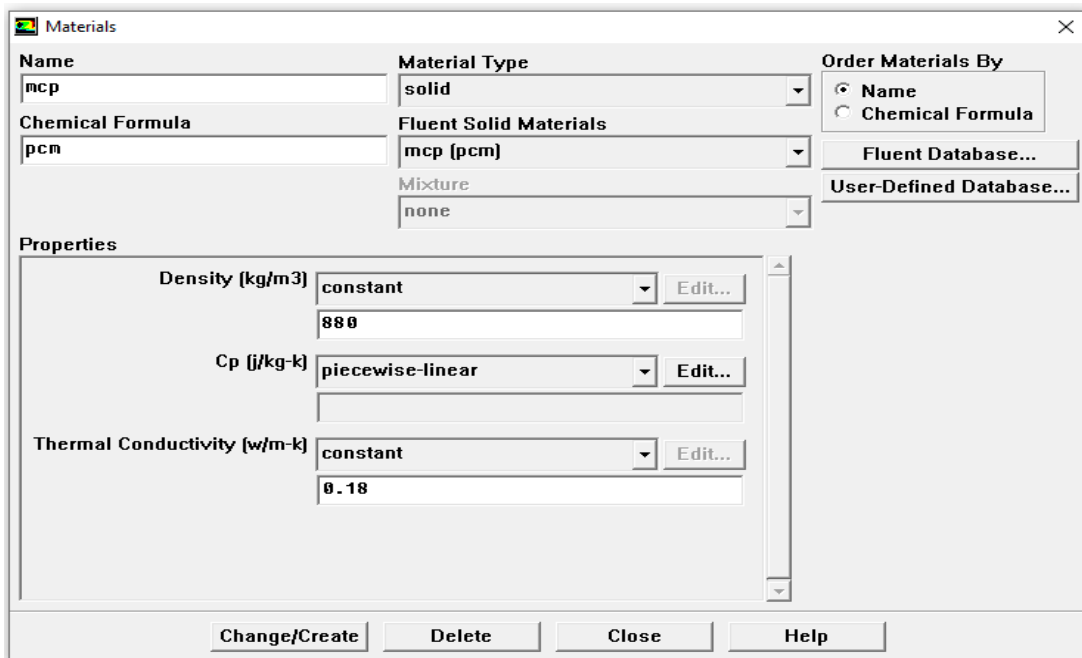 Materials
Name
mcp
Material Type
solid
Order Materials By
Name
Chemical Formula
Chemical Formula
pcm
Fluent Solid Materials
mcp (pcm)
Fluent Database...
User-Defined Database...
Mixture
none
Properties
Density (kg/m3)
constant
Edit...
880
Cp (j/kg-k)
piecewise-linear
Edit...
Thermal Conductivity (w/m-k)
constant
Edit...
0.18
Change/Create
Delete
Close
Help